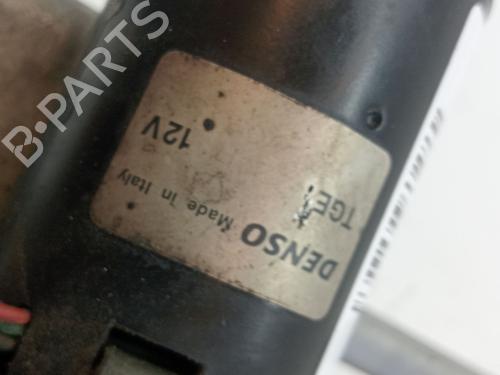 DENSO Made in Italy
TGE
12V
B-PARTS